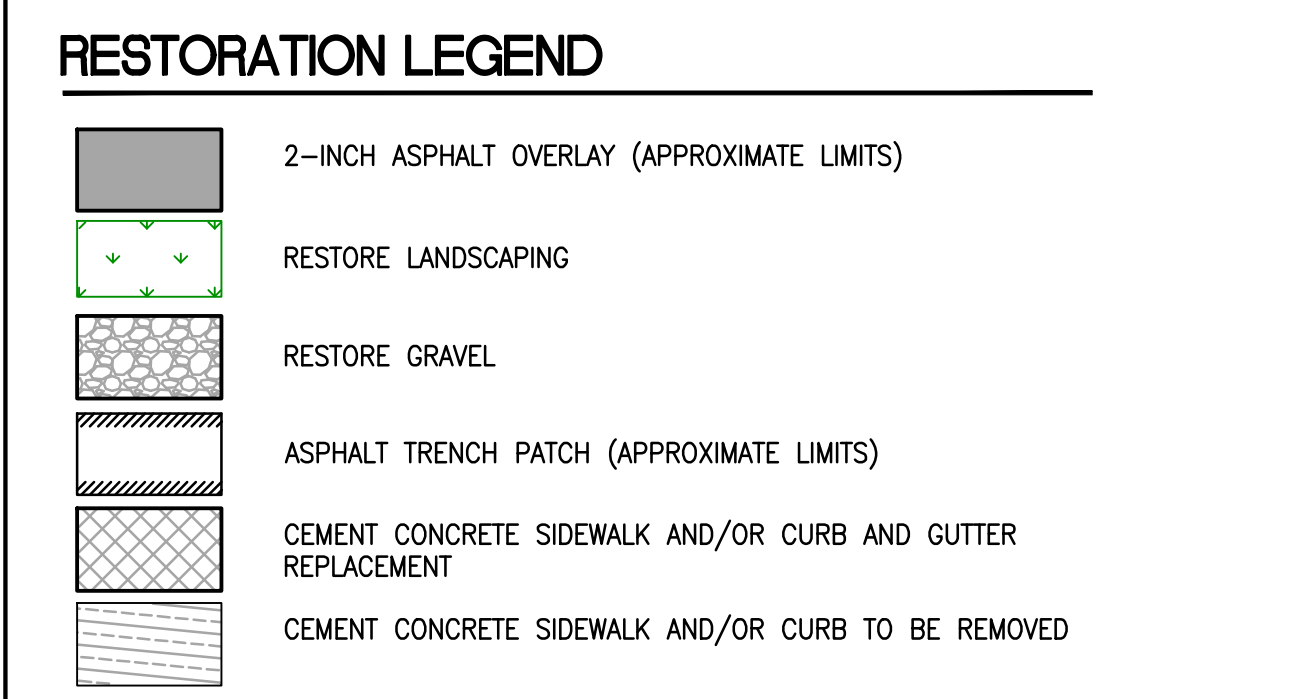 RESTORATION LEGEND
2-INCH ASPHALT OVERLAY (APPROXIMATE LIMITS)
RESTORE LANDSCAPING
RESTORE GRAVEL
ASPHALT TRENCH PATCH (APPROXIMATE LIMITS)
CEMENT CONCRETE SIDEWALK AND/OR CURB AND GUTTER
REPLACEMENT
CEMENT CONCRETE SIDEWALK AND/OR CURB TO BE REMOVED